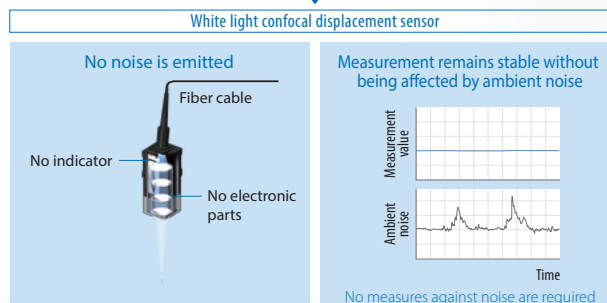 White light confocal displacement sensor
No noise is emitted
Fiber cable
No indicator
No electronic
parts
Measurement remains stable without
being affected by ambient noise
Measurement
value
Ambient
noise
Time
No measures against noise are required